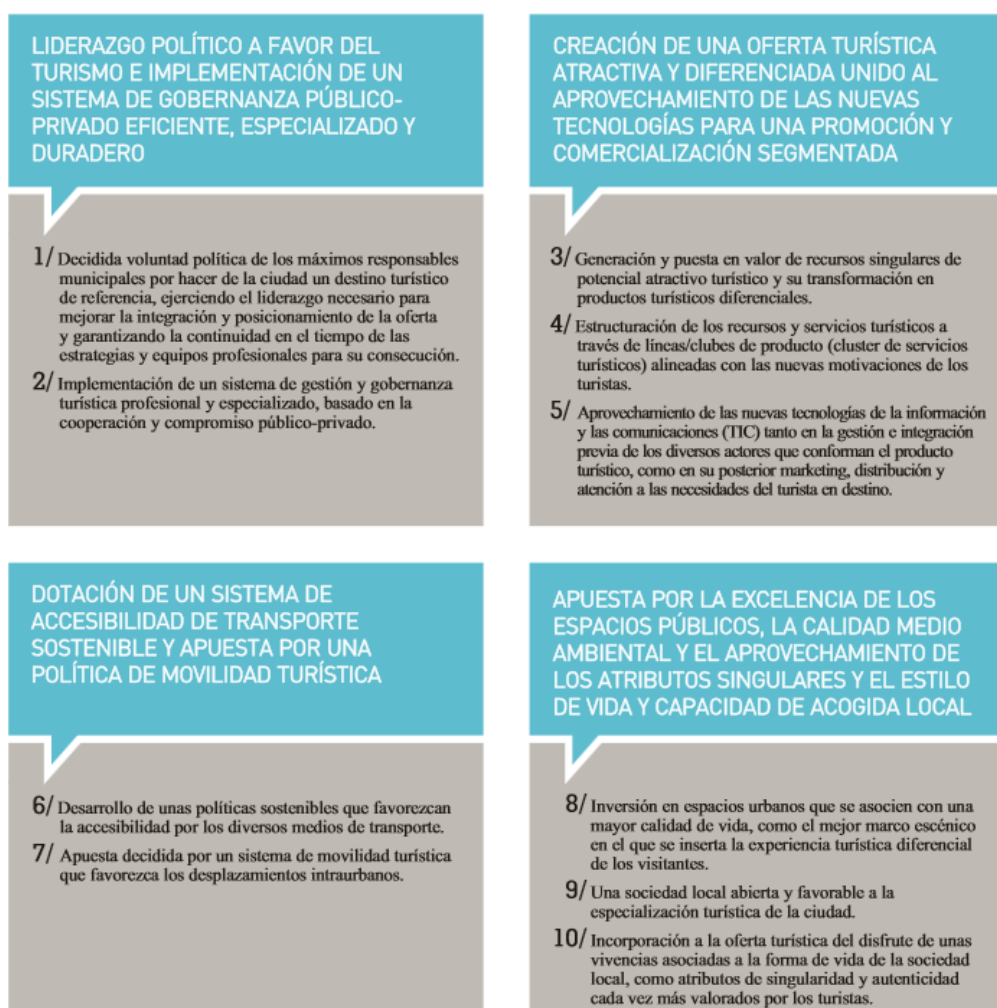 LIDERAZGO POLÍTICO A FAVOR DEL
TURISMO E IMPLEMENTACIÓN DE UN
SISTEMA DE GOBERNANZA PÚBLICO-
PRIVADO EFICIENTE, ESPECIALIZADO Y
DURADERO
1/ Decidida voluntad política de los máximos responsables
municipales por hacer de la ciudad un destino turístico
de referencia, ejerciendo el liderazgo necesario para
mejorar la integración y posicionamiento de la oferta
y garantizando la continuidad en el tiempo de las
estrategias y equipos profesionales para su consecución.
2/ Implementación de un sistema de gestión y gobernanza
turística profesional y especializado, basado en la
cooperación y compromiso público-privado.
CREACIÓN DE UNA OFERTA TURÍSTICA
ATRACTIVA Y DIFERENCIADA UNIDO AL
APROVECHAMIENTO DE LAS NUEVAS
TECNOLOGÍAS PARA UNA PROMOCIÓN Y
COMERCIALIZACIÓN SEGMENTADA
3/ Generación y puesta en valor de recursos singulares de
potencial atractivo turístico y su transformación en
productos turísticos diferenciales.
4/ Estructuración de los recursos y servicios turísticos a
través de líneas/clubes de producto (cluster de servicios
turísticos) alineadas con las nuevas motivaciones de los
turistas.
5/ Aprovechamiento de las nuevas tecnologías de la información
y las comunicaciones (TIC) tanto en la gestión e integración
previa de los diversos actores que conforman el producto
turístico, como en su posterior marketing, distribución y
atención a las necesidades del turista en destino.
DOTACIÓN DE UN SISTEMA DE
ACCESIBILIDAD DE TRANSPORTE
SOSTENIBLE Y APUESTA POR UNA
POLÍTICA DE MOVILIDAD TURÍSTICA
6/ Desarrollo de unas políticas sostenibles que favorezcan
la accesibilidad por los diversos medios de transporte.
7/ Apuesta decidida por un sistema de movilidad turística
que favorezca los desplazamientos intraurbanos.
APUESTA POR LA EXCELENCIA DE LOS
ESPACIOS PÚBLICOS, LA CALIDAD MEDIO
AMBIENTAL Y EL APROVECHAMIENTO DE
LOS ATRIBUTOS SINGULARES Y EL ESTILO
DE VIDA Y CAPACIDAD DE ACOGIDA LOCAL
8/ Inversión en espacios urbanos que se asocien con una
mayor calidad de vida, como el mejor marco escénico
en el que se inserta la experiencia turística diferencial
de los visitantes.
9/ Una sociedad local abierta y favorable a la
especialización turística de la ciudad.
10/ Incorporación a la oferta turística del disfrute de unas
vivencias asociadas a la forma de vida de la sociedad
local, como atributos de singularidad y autenticidad
cada vez más valorados por los turistas.